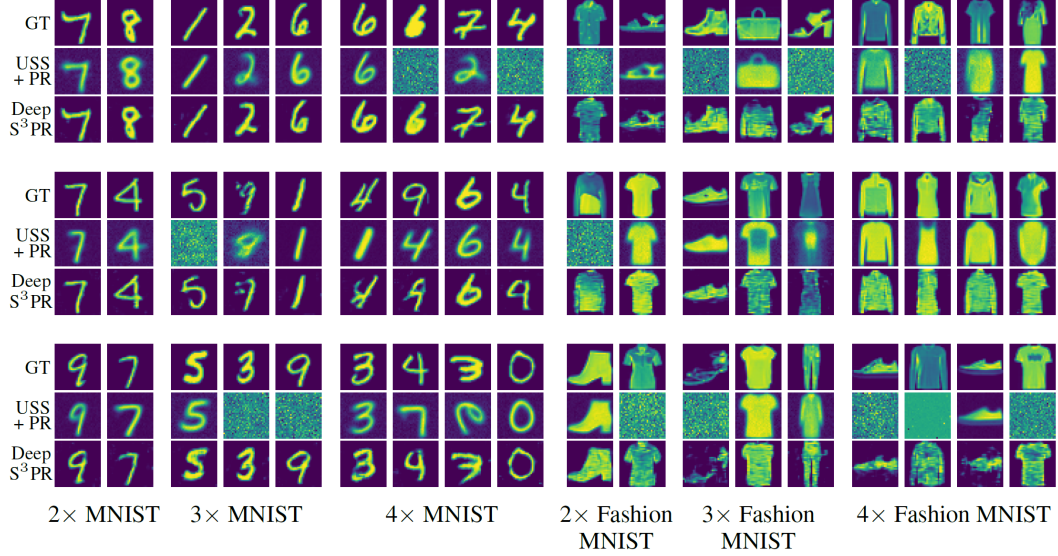 GT
USS
+ PR
Deep
S³PR
GT
USS
+ PR
Deep
S³PR
GT
USS
+ PR
Deep
S³PR
2× MNIST 3× MNIST 4× MNIST 2× Fashion MNIST 3× Fashion MNIST 4× Fashion MNIST